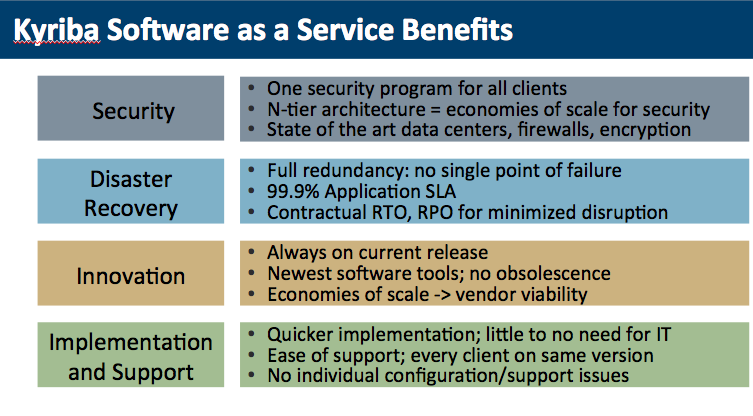 Kyriba Software as a Service Benefits
Security
• One security program for all clients
• N-tier architecture = economies of scale for security
• State of the art data centers, firewalls, encryption
Disaster
Recovery
• Full redundancy: no single point of failure
• 99.9% Application SLA
• Contractual RTO, RPO for minimized disruption
Innovation
• Always on current release
• Newest software tools; no obsolescence
• Economies of scale -> vendor viability
Implementation
and Support
• Quicker implementation; little to no need for IT
• Ease of support; every client on same version
• No individual configuration/support issues